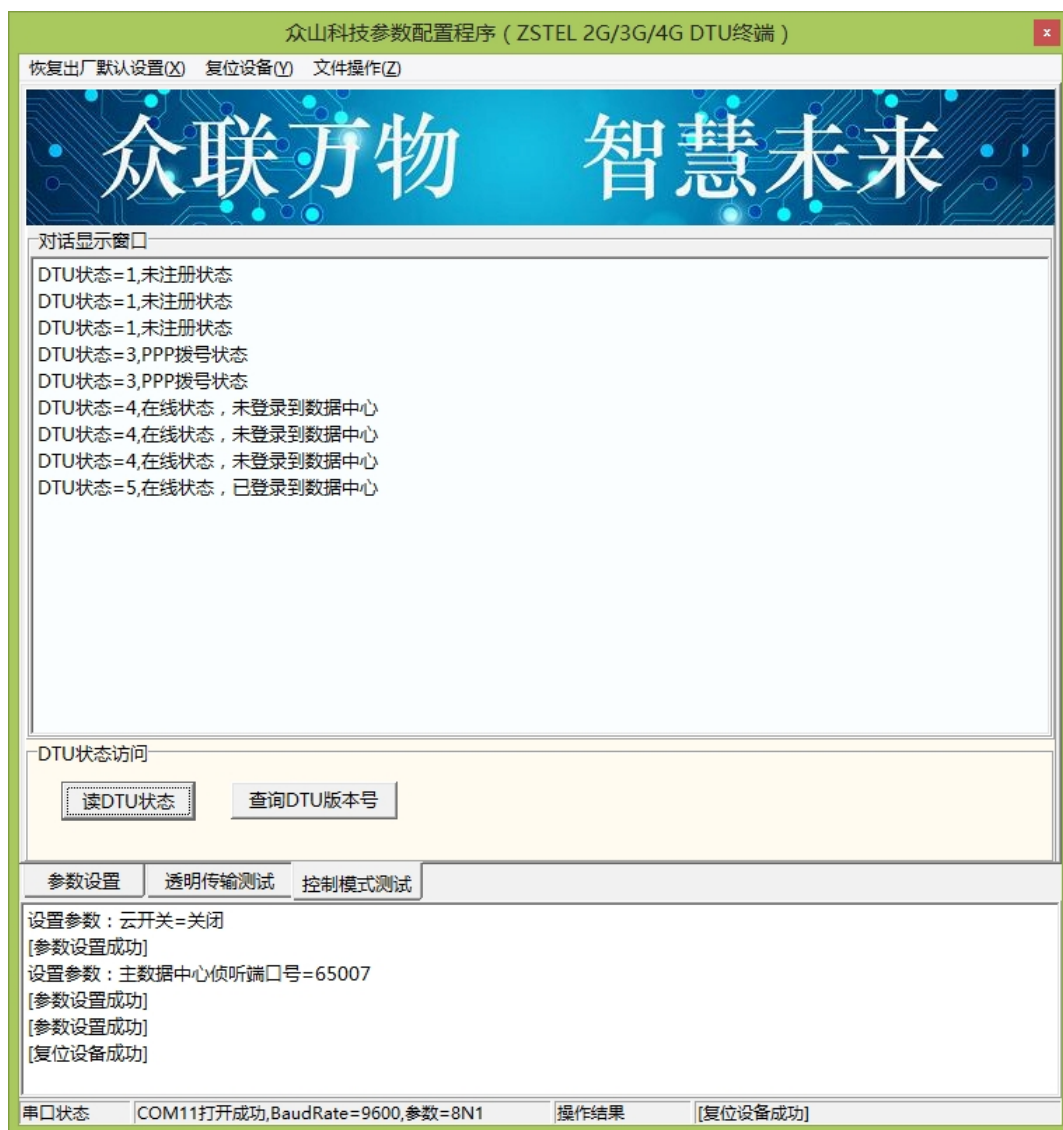 众山科技参数配置程序（ZSTEL 2G/3G/4G DTU终端）
x
恢复出厂默认设置(X) 复位设备(Y) 文件操作(Z)
众联万物 智慧未来
对话显示窗口
DTU状态=1,未注册状态
DTU状态=1,未注册状态
DTU状态=1,未注册状态
DTU状态=3,PPP拨号状态
DTU状态=3,PPP拨号状态
DTU状态=4,在线状态，未登录到数据中心
DTU状态=4,在线状态，未登录到数据中心
DTU状态=4,在线状态，未登录到数据中心
DTU状态=5,在线状态，已登录到数据中心
DTU状态访问
读DTU状态 查询DTU版本号
参数设置 透明传输测试 控制模式测试
设置参数：云开关=关闭
[参数设置成功]
设置参数：主数据中心侦听端口号=65007
[参数设置成功]
[参数设置成功]
[复位设备成功]
串口状态 COM11打开成功,BaudRate=9600,参数=8N1 操作结果 [复位设备成功]